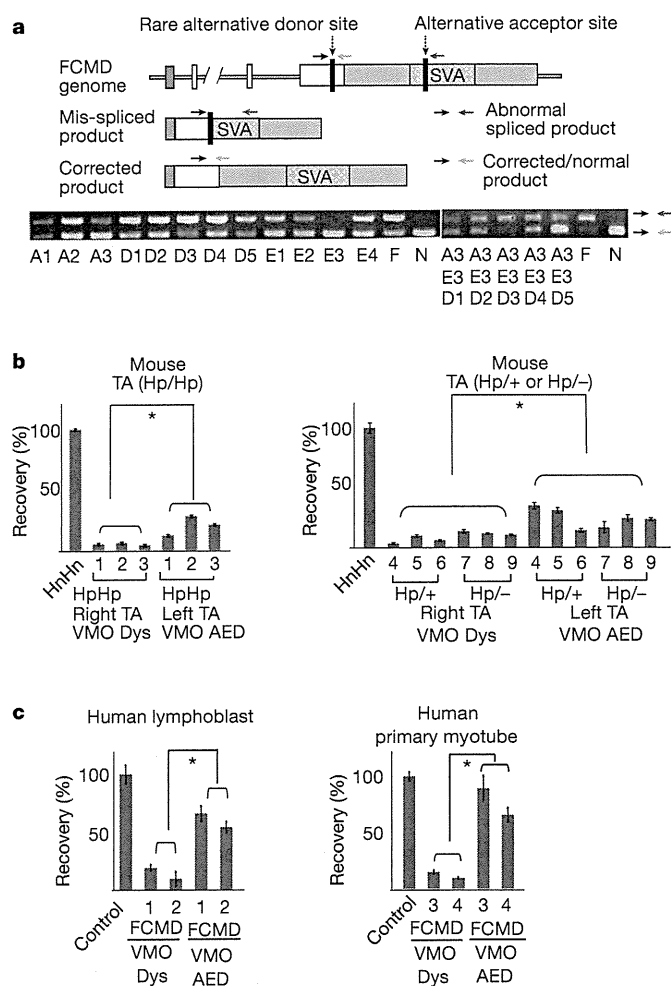 a
Rare alternative donor site Alternative acceptor site
FCMD
genome
SVA
Mis-spliced
product
SVA
Abnormal
spliced product
Corrected
product
SVA
Corrected/normal
product
A1 A2 A3 D1 D2 D3 D4 D5 E1 E2 E3 E4 F N
A3 A3 A3 A3 A3 F N
E3 E3 E3 E3 E3
D1 D2 D3 D4 D5
b
Mouse
TA (Hp/Hp)
*
Recovery (%)
100
50
HnHn
1 2 3 1 2 3
HpHp HpHp
Right TA Left TA
VMO Dys VMO AED
Mouse
TA (Hp/+ or Hp/–)
*
Recovery (%)
100
50
HnHn
4 5 6 7 8 9 4 5 6 7 8 9
Hp/+ Hp/– Hp/+ Hp/–
Right TA Left TA
VMO Dys VMO AED
c
Human lymphoblast
*
Recovery (%)
100
50
Control
1 2 1 2
FCMD FCMD
VMO VMO
Dys AED
Human
primary myotube
*
Recovery (%)
100
50
Control
3 4 3 4
FCMD FCMD
VMO VMO
Dys AED